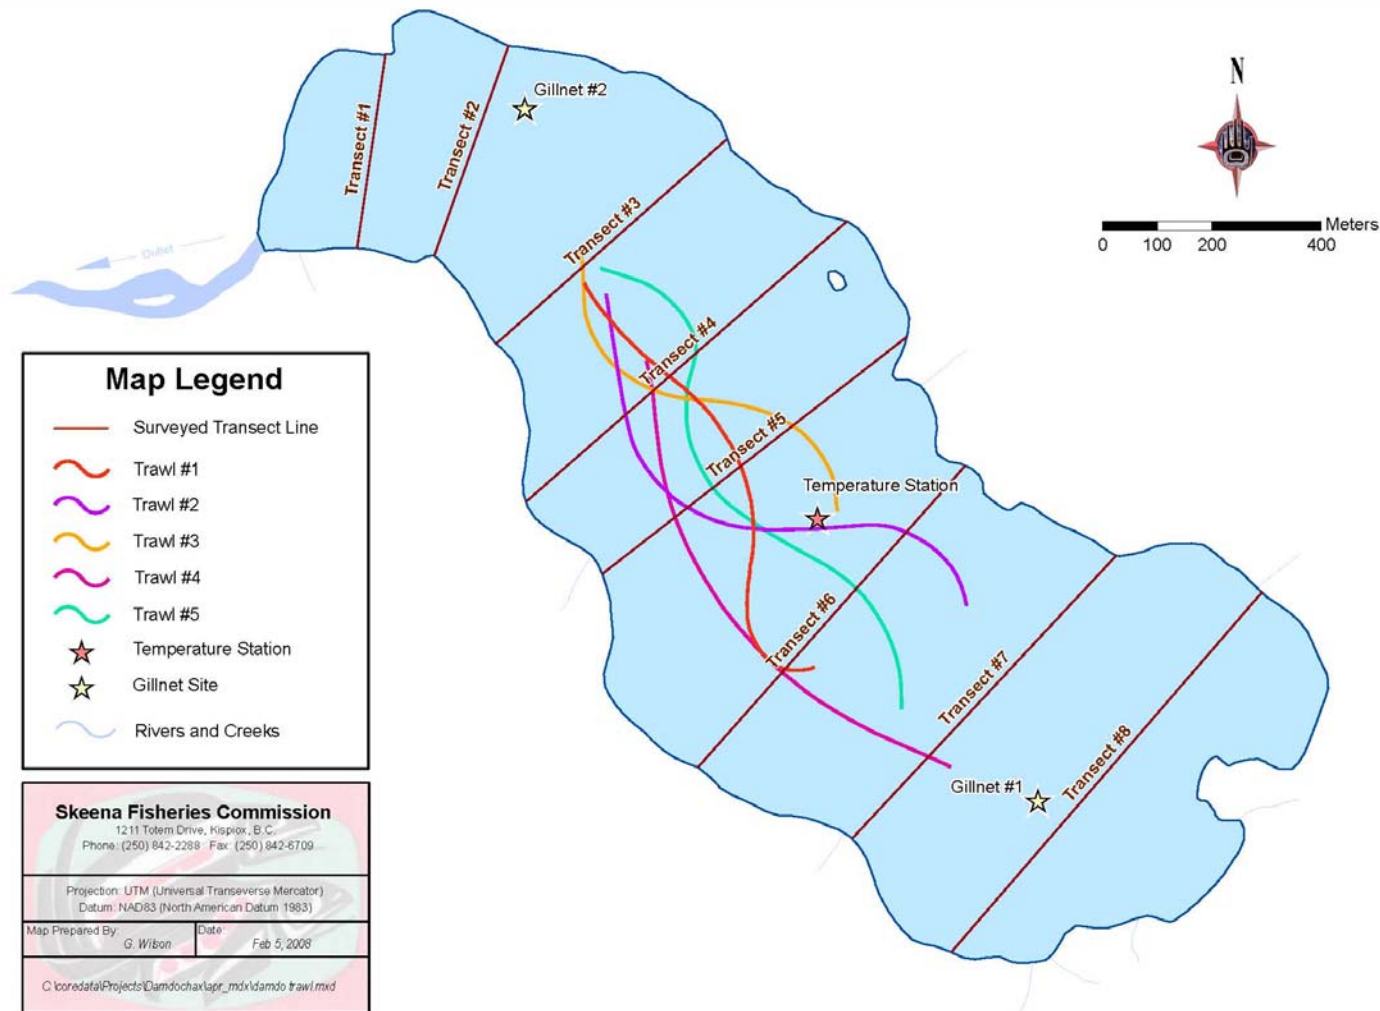 N
Gillnet #2
Transect #1
Transect #2
Transect #3
Meters
0 100 200 400
Outlet
Transect #4
Transect #5
Temperature Station
Transect #6
Transect #7
Gillnet #1
Transect #8
Map Legend
Surveyed Transect Line
Trawl #1
Trawl #2
Trawl #3
Trawl #4
Trawl #5
Temperature Station
Gillnet Site
Rivers and Creeks
Skeena Fisheries Commission
1211 Totem Drive, Kispiox, B.C.
Phone: (250) 842-2288 Fax: (250) 842-6709
Projection: UTM (Universal Transeverse Mercator)
Datum: NAD83 (North American Datum 1983)
Map Prepared By: Date:
G. Wilson Feb 5, 2008
C:\coredata\Projects\Damdochax\apr_mdx\damdo trawl.mxd